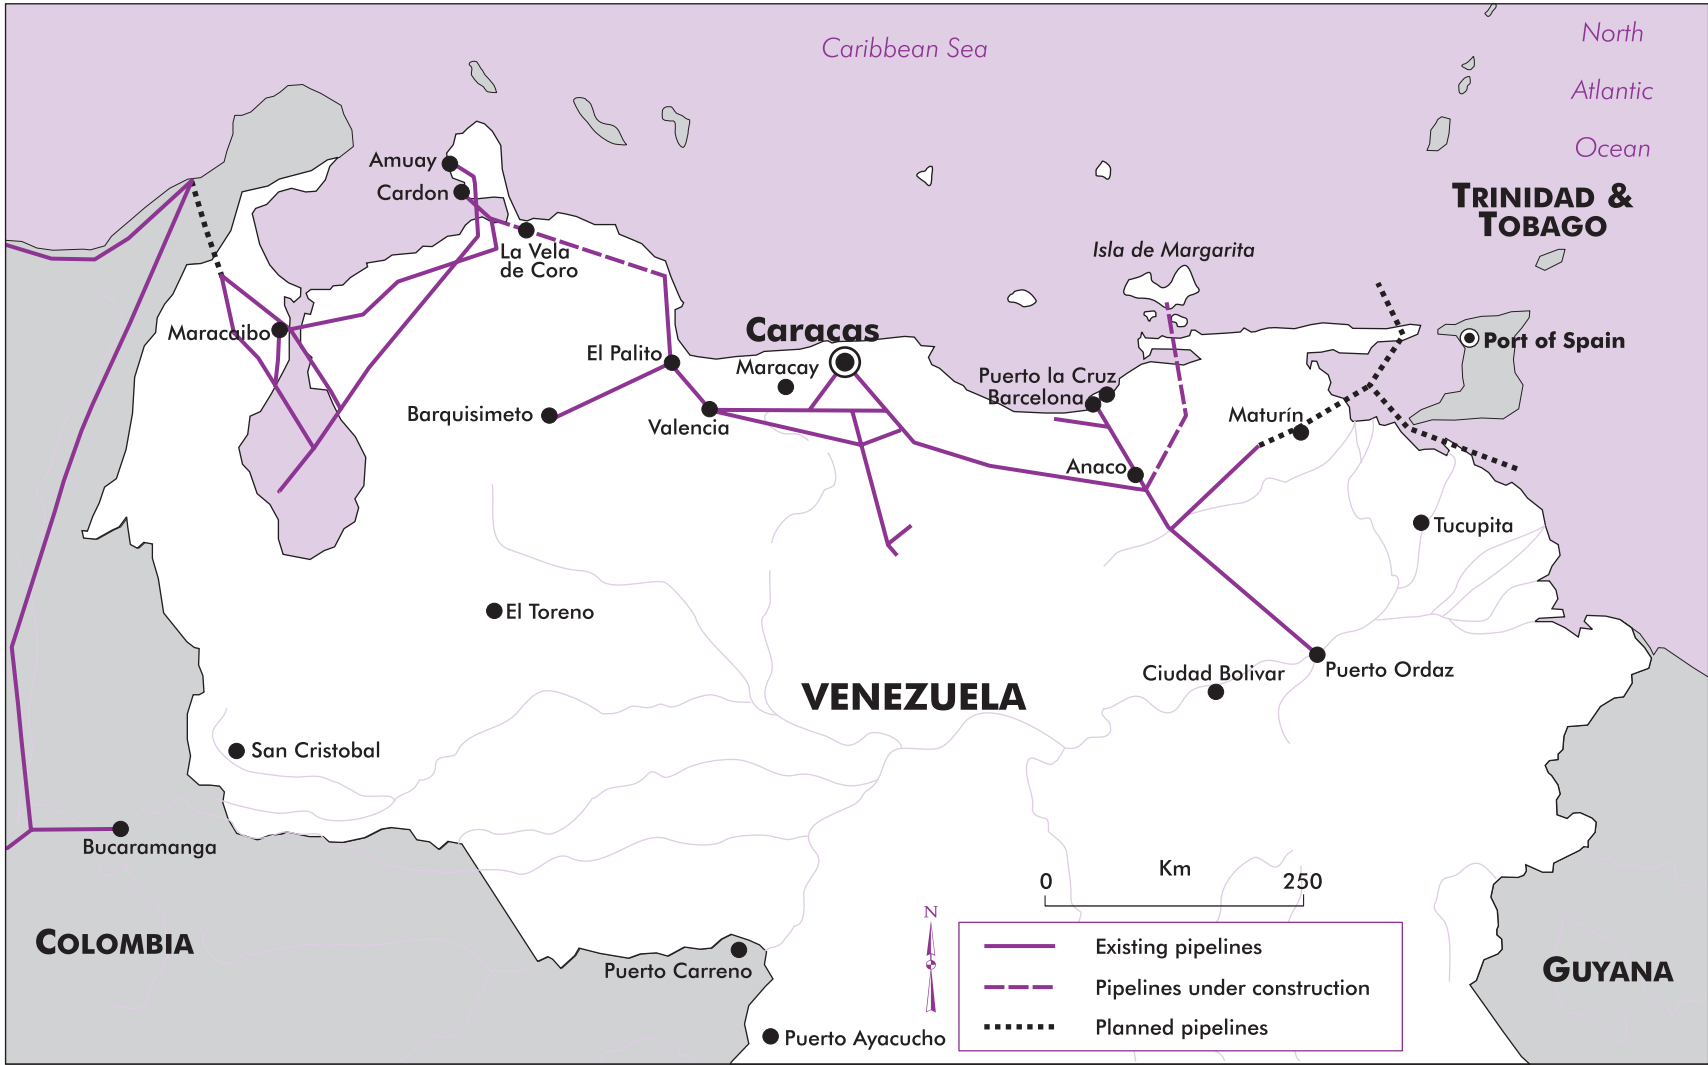 Caribbean Sea
North
Atlantic
Ocean
TRINIDAD &
TOBAGO
Amuay
Cardon
La Vela
de Coro
Isla de Margarita
Maracaibo
Caracas
Port of Spain
El Palito
Maracay
Puerto la Cruz
Barcelona
Barquisimeto
Valencia
Maturín
Anaco
Tucupita
El Toreno
Ciudad Bolivar
Puerto Ordaz
VENEZUELA
San Cristobal
Bucaramanga
Km
0
250
COLOMBIA
N
Existing pipelines
GUYANA
Puerto Carreno
Pipelines under construction
Planned pipelines
Puerto Ayacucho